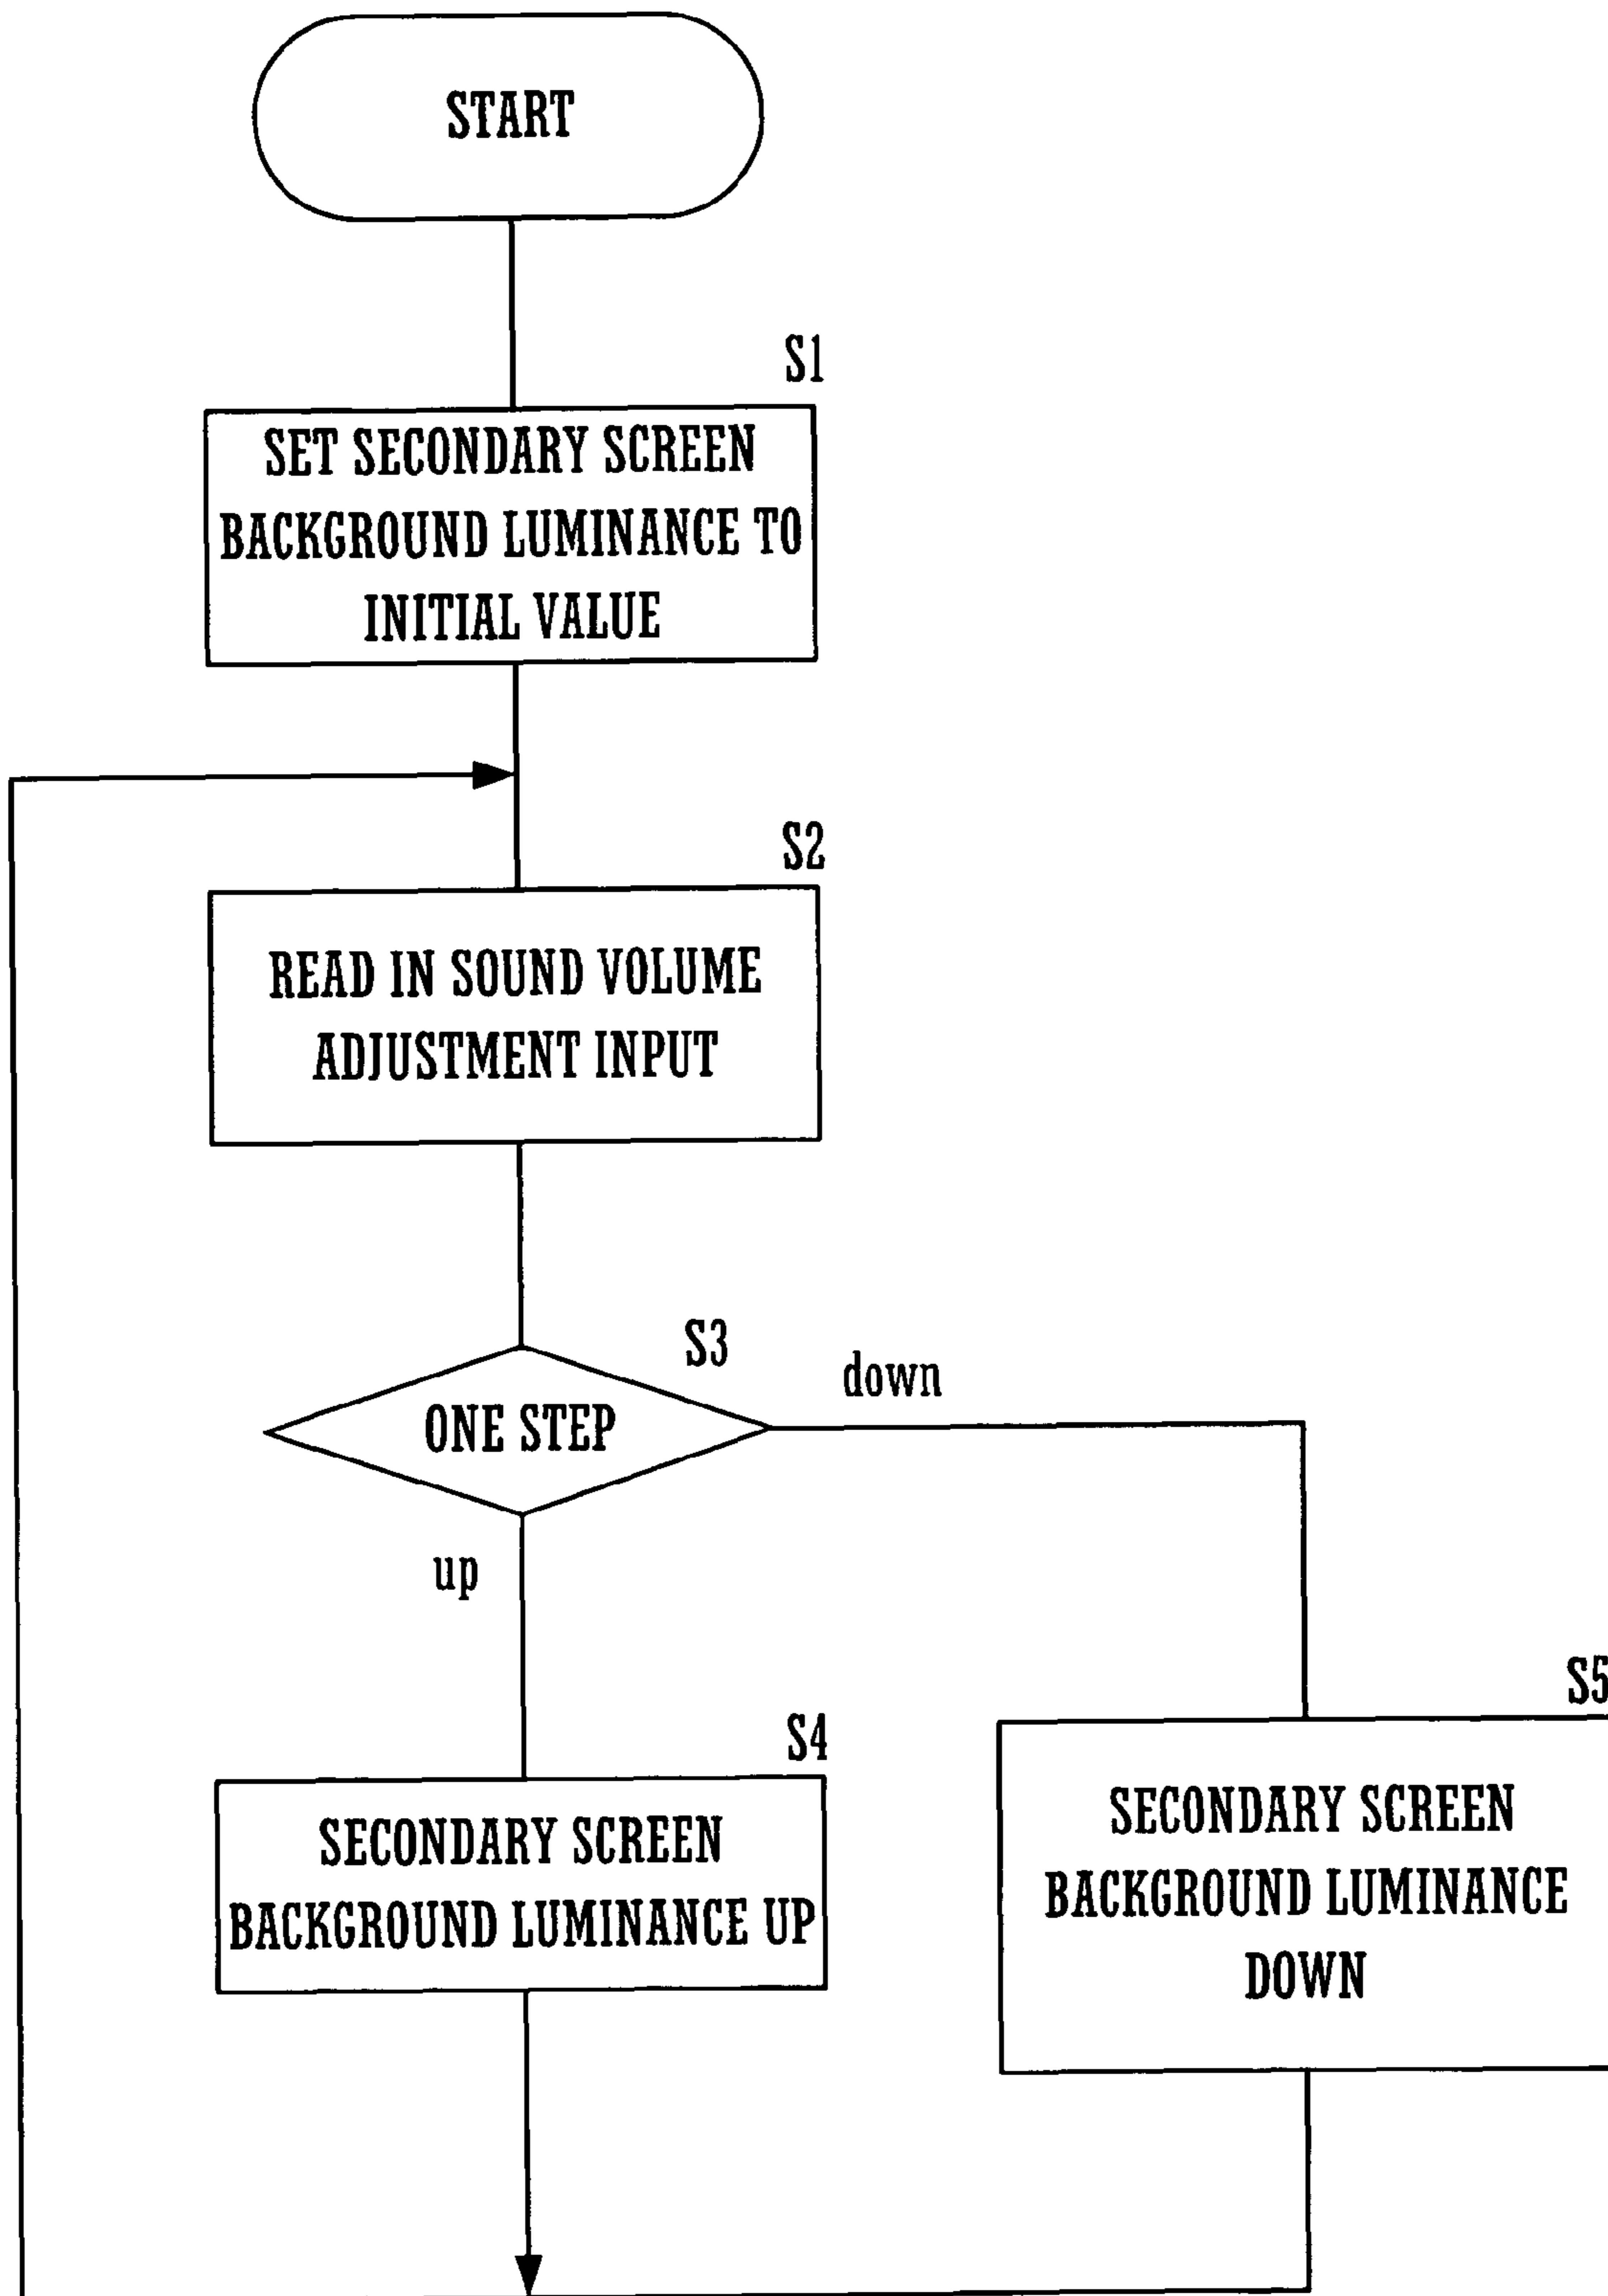 START
S1
SET SECONDARY SCREEN
BACKGROUND LUMINANCE TO
INITIAL VALUE
S2
READ IN SOUND VOLUME
ADJUSTMENT INPUT
S3
ONE STEP
down
up
S4
SECONDARY SCREEN
BACKGROUND LUMINANCE UP
S5
SECONDARY SCREEN
BACKGROUND LUMINANCE
DOWN